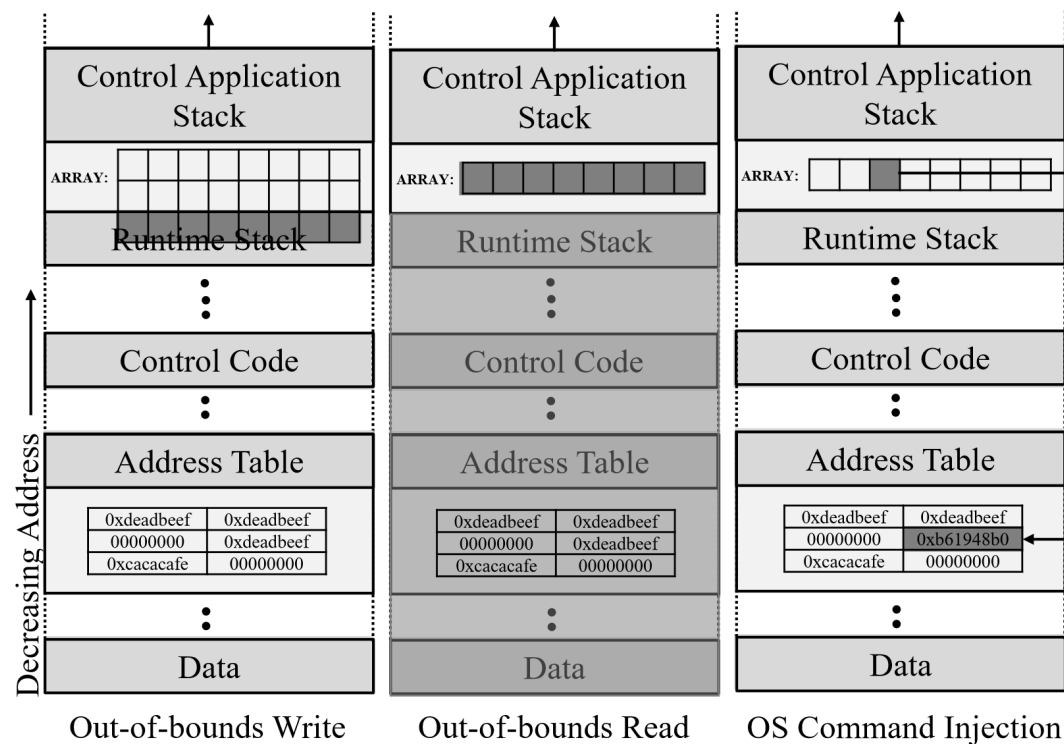 Decreasing Address
Control Application
Stack
ARRAY:
Runtime Stack
Control Code
Address Table
0xdeadbeef 0xdeadbeef
00000000 0xdeadbeef
0xcacacafe 00000000
Data
Out-of-bounds Write
Control Application
Stack
ARRAY:
Runtime Stack
Control Code
Address Table
0xdeadbeef 0xdeadbeef
00000000 0xdeadbeef
0xcacacafe 00000000
Data
Out-of-bounds Read
Control Application
Stack
ARRAY:
Runtime Stack
Control Code
Address Table
0xdeadbeef 0xdeadbeef
00000000 0xb61948b0
0xcacacafe 00000000
Data
OS Command Injection